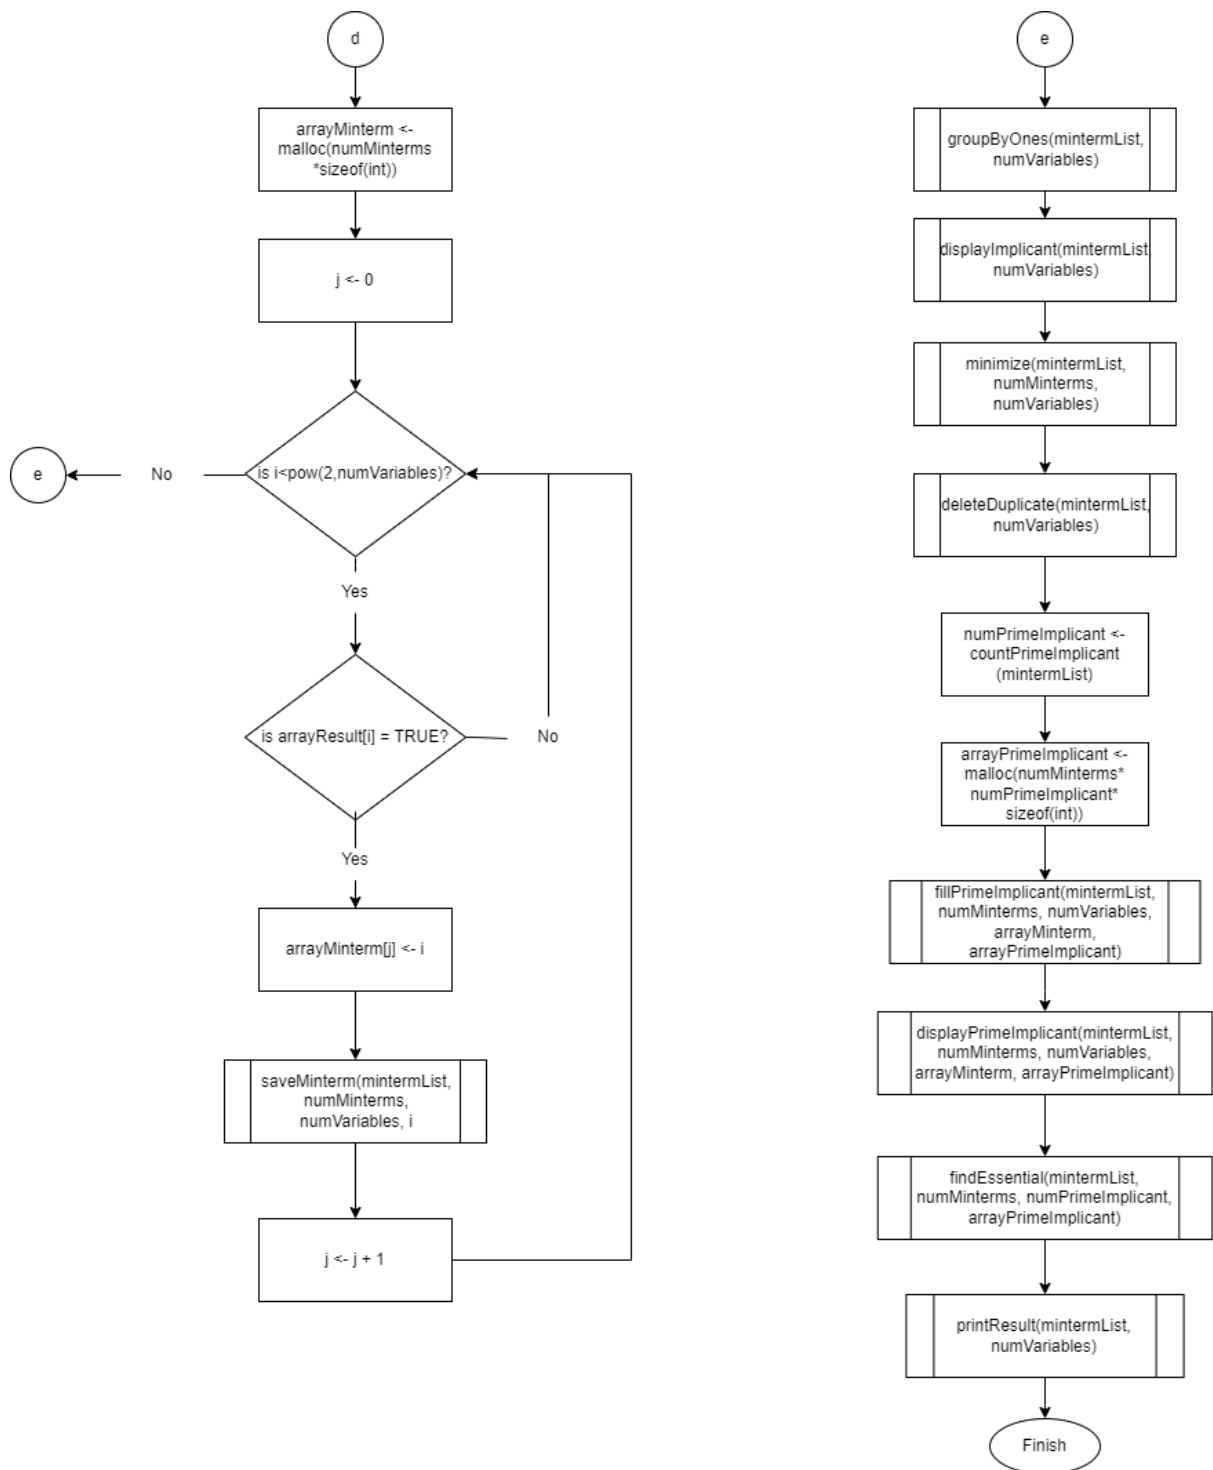 d
arrayMinterm <-
malloc(numMinterms
*sizeof(int))
j <- 0
is i<pow(2,numVariables)?
No
e
Yes
is arrayResult[i] = TRUE?
No
Yes
arrayMinterm[j] <- i
saveMinterm(mintermList,
numMinterms,
numVariables, i
j <- j + 1
e
groupByOnes(mintermList,
numVariables)
displayImplicant(mintermList,
numVariables)
minimize(mintermList,
numMinterms,
numVariables)
deleteDuplicate(mintermList,
numVariables)
numPrimeImplicant <-
countPrimeImplicant
(mintermList)
arrayPrimeImplicant <-
malloc(numMinterms*
numPrimeImplicant*
sizeof(int))
fillPrimeImplicant(mintermList,
numMinterms, numVariables,
arrayMinterm,
arrayPrimeImplicant)
displayPrimeImplicant(mintermList,
numMinterms, numVariables,
arrayMinterm, arrayPrimeImplicant)
findEssential(mintermList,
numMinterms, numPrimeImplicant,
arrayPrimeImplicant)
printResult(mintermList,
numVariables)
Finish